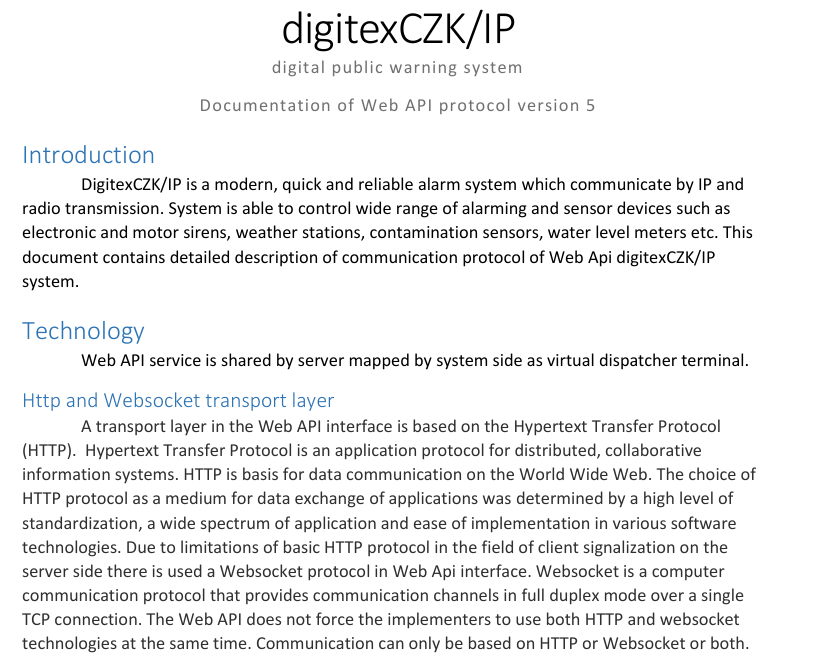 digitexCZK/IP
digital public warning system
Documentation of Web API protocol version 5
Introduction
DigitexCZK/IP is a modern, quick and reliable alarm system which communicate by IP and
radio transmission. System is able to control wide range of alarming and sensor devices such as
electronic and motor sirens, weather stations, contamination sensors, water level meters etc. This
document contains detailed description of communication protocol of Web Api digitexCZK/IP
system.
Technology
Web API service is shared by server mapped by system side as virtual dispatcher terminal.
Http and Websocket transport layer
A transport layer in the Web API interface is based on the Hypertext Transfer Protocol
(HTTP).  Hypertext Transfer Protocol is an application protocol for distributed, collaborative
information systems. HTTP is basis for data communication on the World Wide Web. The choice of
HTTP protocol as a medium for data exchange of applications was determined by a high level of
standardization, a wide spectrum of application and ease of implementation in various software
technologies. Due to limitations of basic HTTP protocol in the field of client signalization on the
server side there is used a Websocket protocol in Web Api interface. Websocket is a computer
communication protocol that provides communication channels in full duplex mode over a single
TCP connection. The Web API does not force the implementers to use both HTTP and websocket
technologies at the same time. Communication can only be based on HTTP or Websocket or both.